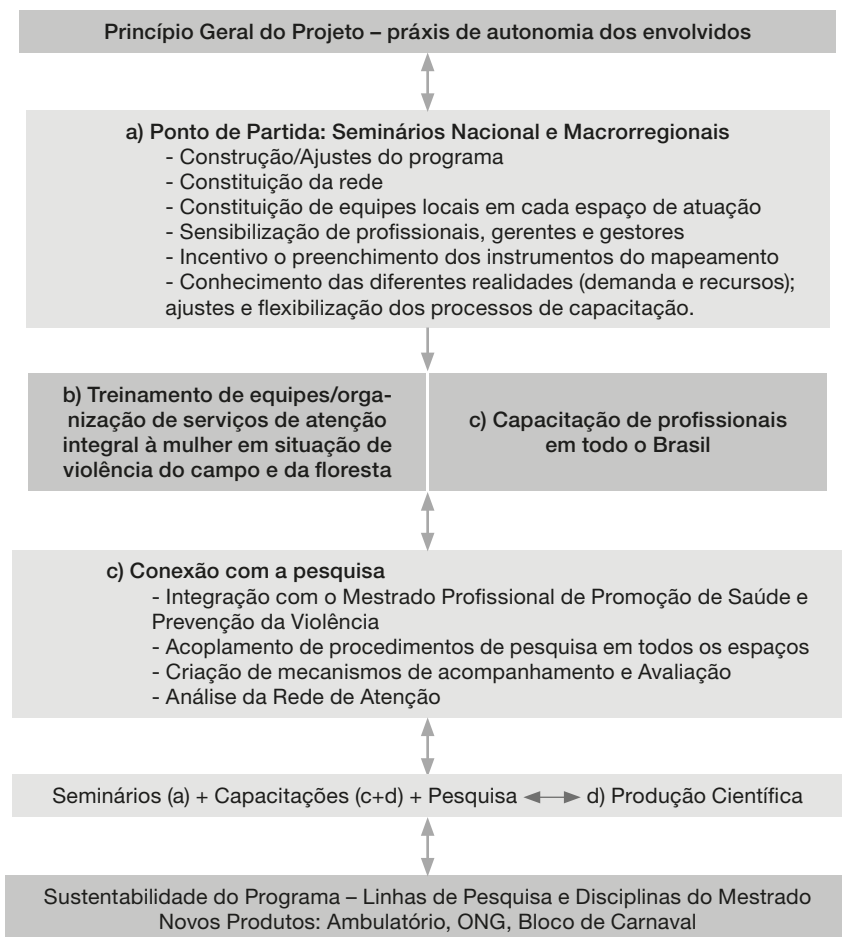 Princípio Geral do Projeto – práxis de autonomia dos envolvidos
a) Ponto de Partida: Seminários Nacional e Macrorregionais
- Construção/Ajustes do programa
- Constituição da rede
- Constituição de equipes locais em cada espaço de atuação
- Sensibilização de profissionais, gerentes e gestores
- Incentivo o preenchimento dos instrumentos do mapeamento
- Conhecimento das diferentes realidades (demanda e recursos);
ajustes e flexibilização dos processos de capacitação.
b) Treinamento de equipes/orga-
nização de serviços de atenção
integral à mulher em situação de
violência do campo e da floresta
c) Capacitação de profissionais
em todo o Brasil
c) Conexão com a pesquisa
- Integração com o Mestrado Profissional de Promoção de Saúde e
Prevenção da Violência
- Acoplamento de procedimentos de pesquisa em todos os espaços
- Criação de mecanismos de acompanhamento e Avaliação
- Análise da Rede de Atenção
Seminários (a) + Capacitações (c+d) + Pesquisa d) Produção Científica
Sustentabilidade do Programa – Linhas de Pesquisa e Disciplinas do Mestrado
Novos Produtos: Ambulatório, ONG, Bloco de Carnaval